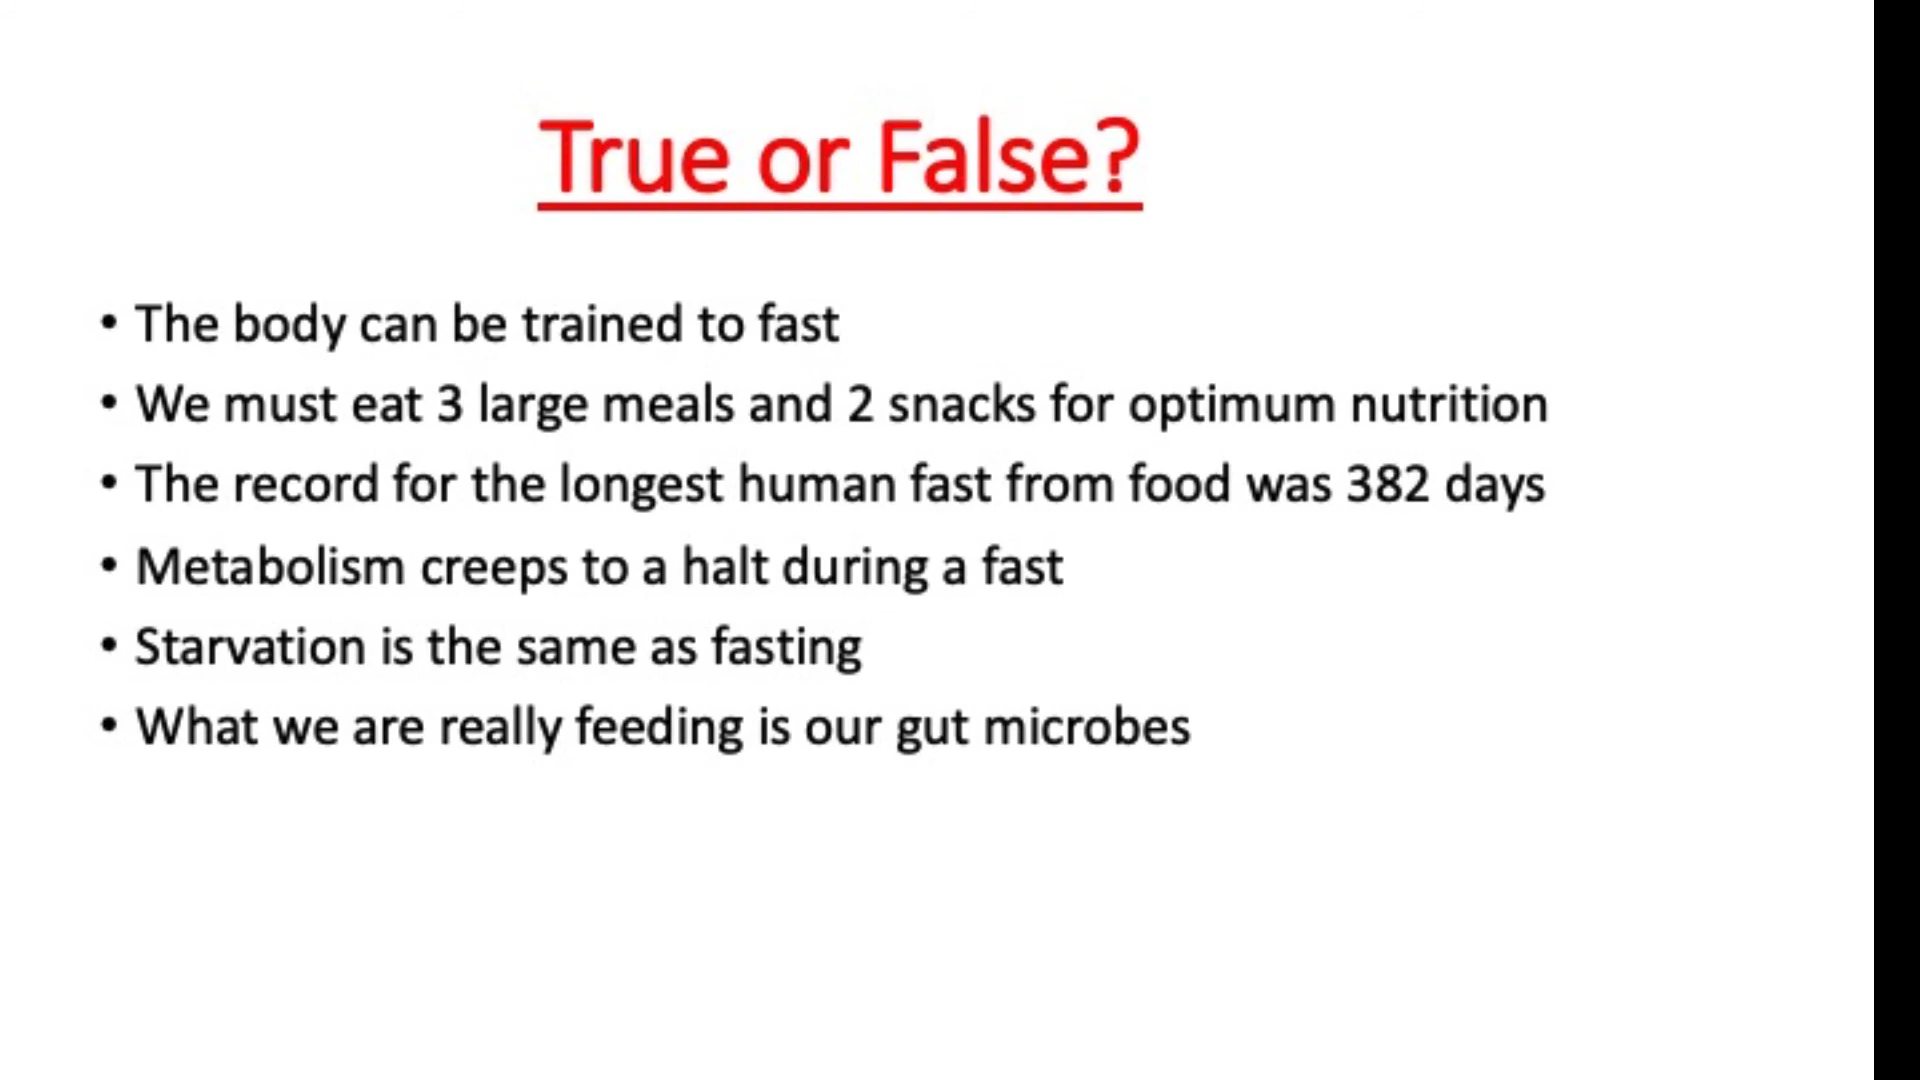 True or False?
• The body can be trained to fast
• We must eat 3 large meals and 2 snacks for optimum nutrition
• The record for the longest human fast from food was 382 days
• Metabolism creeps to a halt during a fast
• Starvation is the same as fasting
• What we are really feeding is our gut microbes